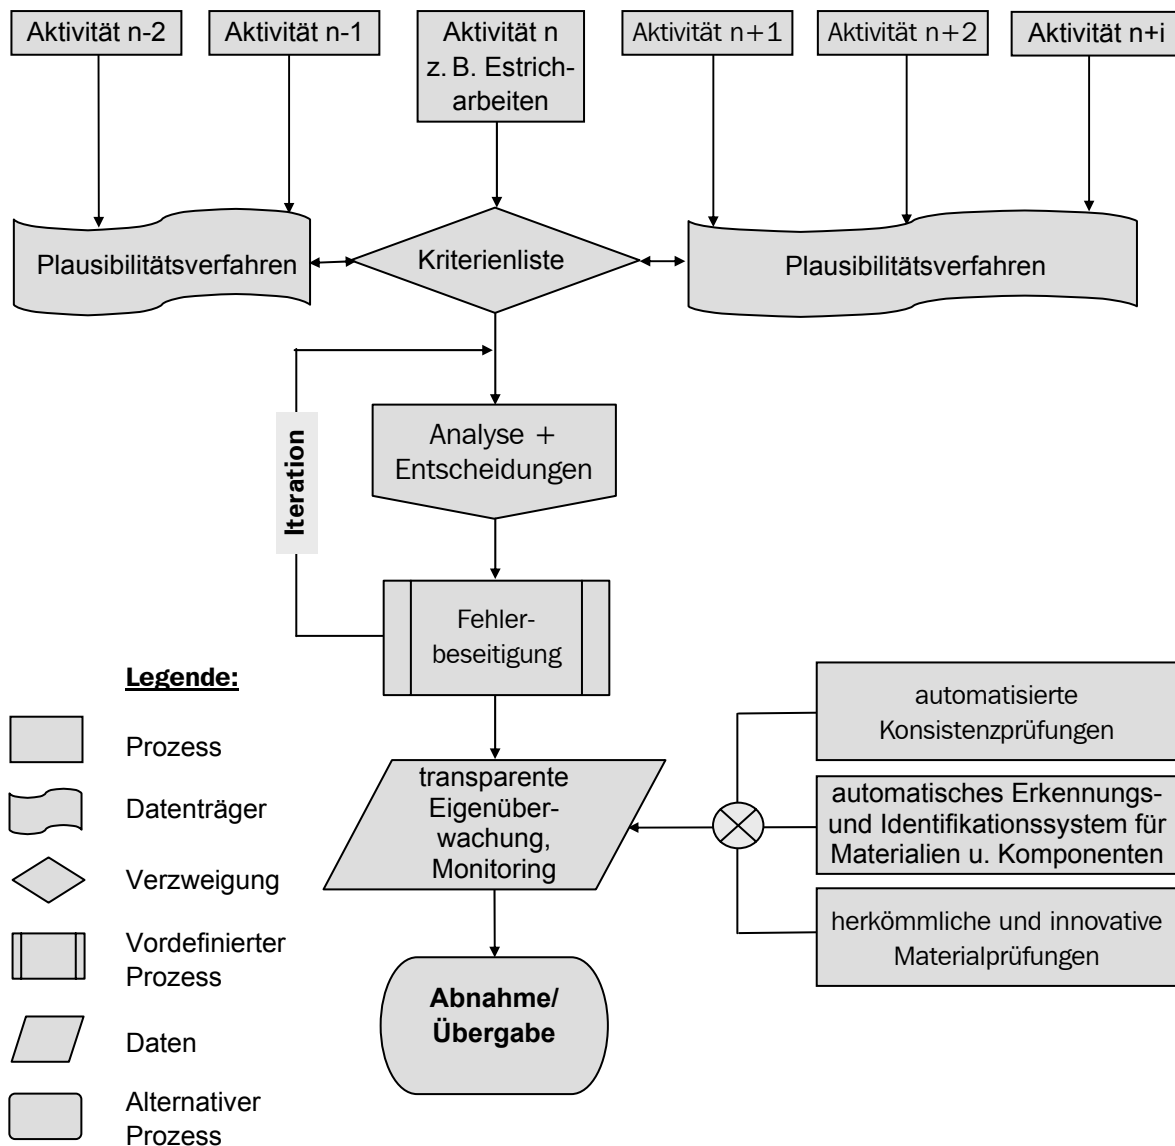 Aktivität n-2
Aktivität n-1
Aktivität n
z. B. Estrich-
arbeiten
Aktivität n+1
Aktivität n+2
Aktivität n+i
Plausibilitätsverfahren
Kriterienliste
Plausibilitätsverfahren
Iteration
Analyse +
Entscheidungen
Fehler-
beseitigung
transparente
Eigenüber-
wachung,
Monitoring
automatisierte
Konsistenzprüfungen
automatisches Erkennungs-
und Identifikationssystem für
Materialien u. Komponenten
herkömmliche und innovative
Materialprüfungen
Abnahme/
Übergabe
Legende:
Prozess
Datenträger
Verzweigung
Vordefinierter
Prozess
Daten
Alternativer
Prozess